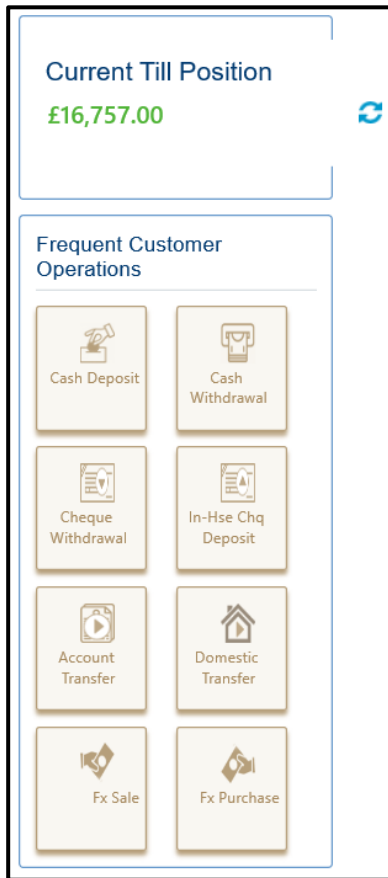 Current Till Position
£16,757.00
Frequent Customer
Operations
Cash Deposit
Cash
Withdrawal
Cheque
Withdrawal
In-Hse Chq
Deposit
Account
Transfer
Domestic
Transfer
Fx Sale
Fx Purchase